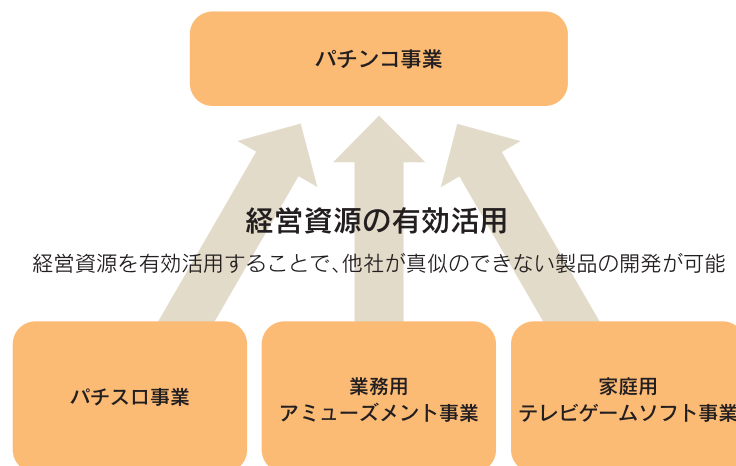 パチンコ事業
経営資源の有効活用
経営資源を有効活用することで、他社が真似のできない製品の開発が可能
パチスロ事業
業務用
アミューズメント事業
家庭用
テレビゲームソフト事業